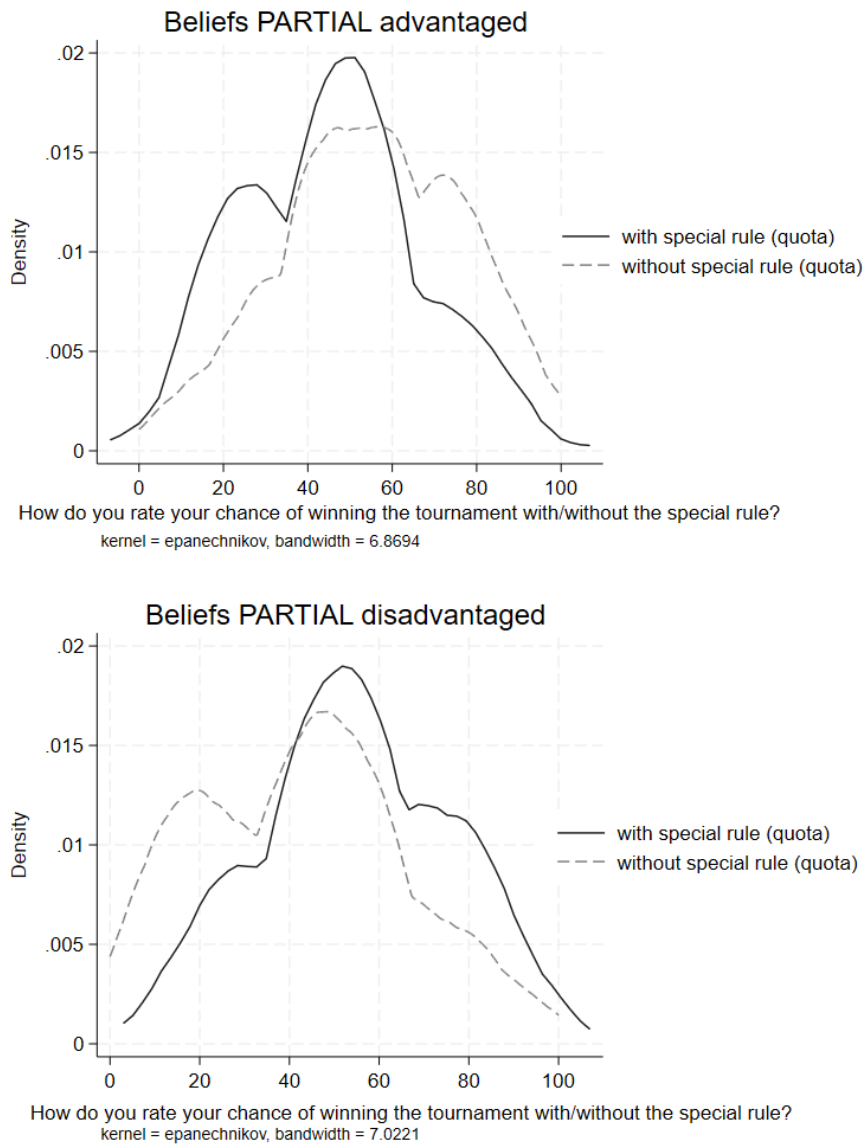 Beliefs PARTIAL advantaged
.02
.015
.01
.005
0
Density
with special rule (quota)
without special rule (quota)
0 20 40 60 80 100
How do you rate your chance of winning the tournament with/without the special rule?
kernel = epanechnikov, bandwidth = 6.8694
Beliefs PARTIAL disadvantaged
.02
.015
.01
.005
0
Density
with special rule (quota)
without special rule (quota)
0 20 40 60 80 100
How do you rate your chance of winning the tournament with/without the special rule?
kernel = epanechnikov, bandwidth = 7.0221